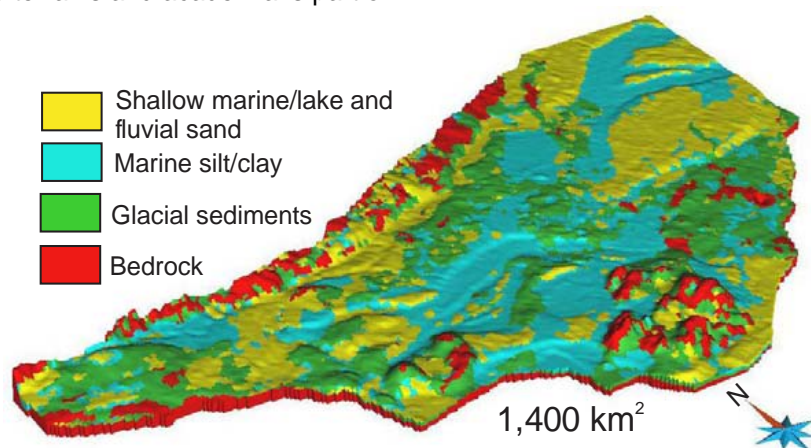 Shallow marine/lake and
fluvial sand
Marine silt/clay
Glacial sediments
Bedrock
1,400 km²
N